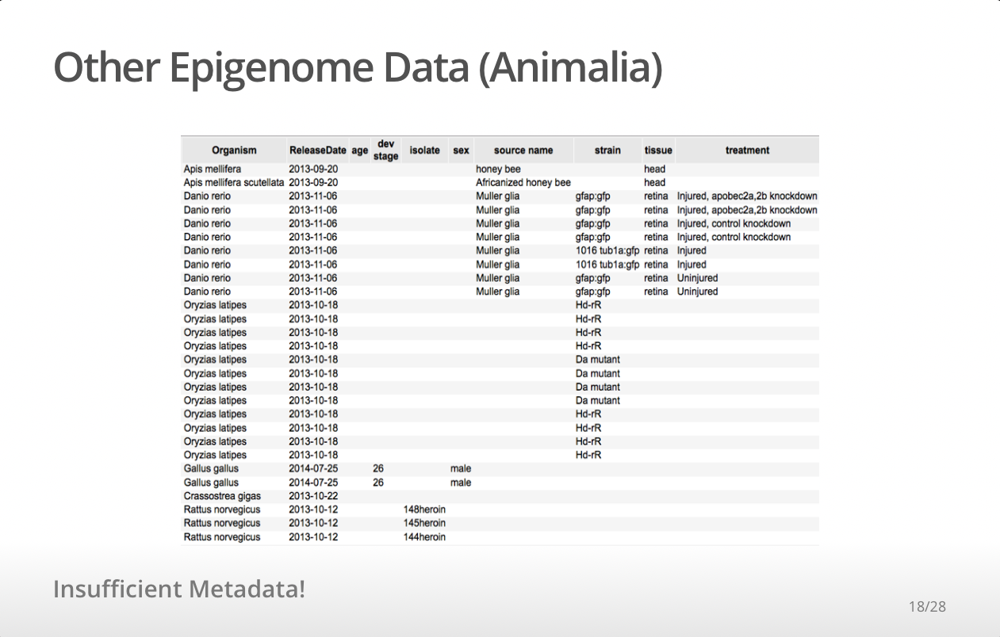 Other Epigenome Data (Animalia)
Organism ReleaseDate age dev stage isolate sex source name strain tissue treatment
Apis mellifera 2013-09-20 honey bee head
Apis mellifera scutellata 2013-09-20 Africanized honey bee head
Danio rerio 2013-11-06 Muller glia gfap:gfp retina Injured, apobec2a,2b knockdown
Danio rerio 2013-11-06 Muller glia gfap:gfp retina Injured, apobec2a,2b knockdown
Danio rerio 2013-11-06 Muller glia gfap:gfp retina Injured, control knockdown
Danio rerio 2013-11-06 Muller glia gfap:gfp retina Injured, control knockdown
Danio rerio 2013-11-06 Muller glia 1016 tub1a:gfp retina Injured
Danio rerio 2013-11-06 Muller glia 1016 tub1a:gfp retina Injured
Danio rerio 2013-11-06 Muller glia gfap:gfp retina Uninjured
Danio rerio 2013-11-06 Muller glia gfap:gfp retina Uninjured
Oryzias latipes 2013-10-18 Hd-rR
Oryzias latipes 2013-10-18 Hd-rR
Oryzias latipes 2013-10-18 Hd-rR
Oryzias latipes 2013-10-18 Hd-rR
Oryzias latipes 2013-10-18 Da mutant
Oryzias latipes 2013-10-18 Da mutant
Oryzias latipes 2013-10-18 Da mutant
Oryzias latipes 2013-10-18 Da mutant
Oryzias latipes 2013-10-18 Hd-rR
Oryzias latipes 2013-10-18 Hd-rR
Oryzias latipes 2013-10-18 Hd-rR
Oryzias latipes 2013-10-18 Hd-rR
Gallus gallus 2014-07-25 26 male
Gallus gallus 2014-07-25 26 male
Crassostrea gigas 2013-10-22
Rattus norvegicus 2013-10-12 148heroin
Rattus norvegicus 2013-10-12 145heroin
Rattus norvegicus 2013-10-12 144heroin
Insufficient Metadata!
18/28